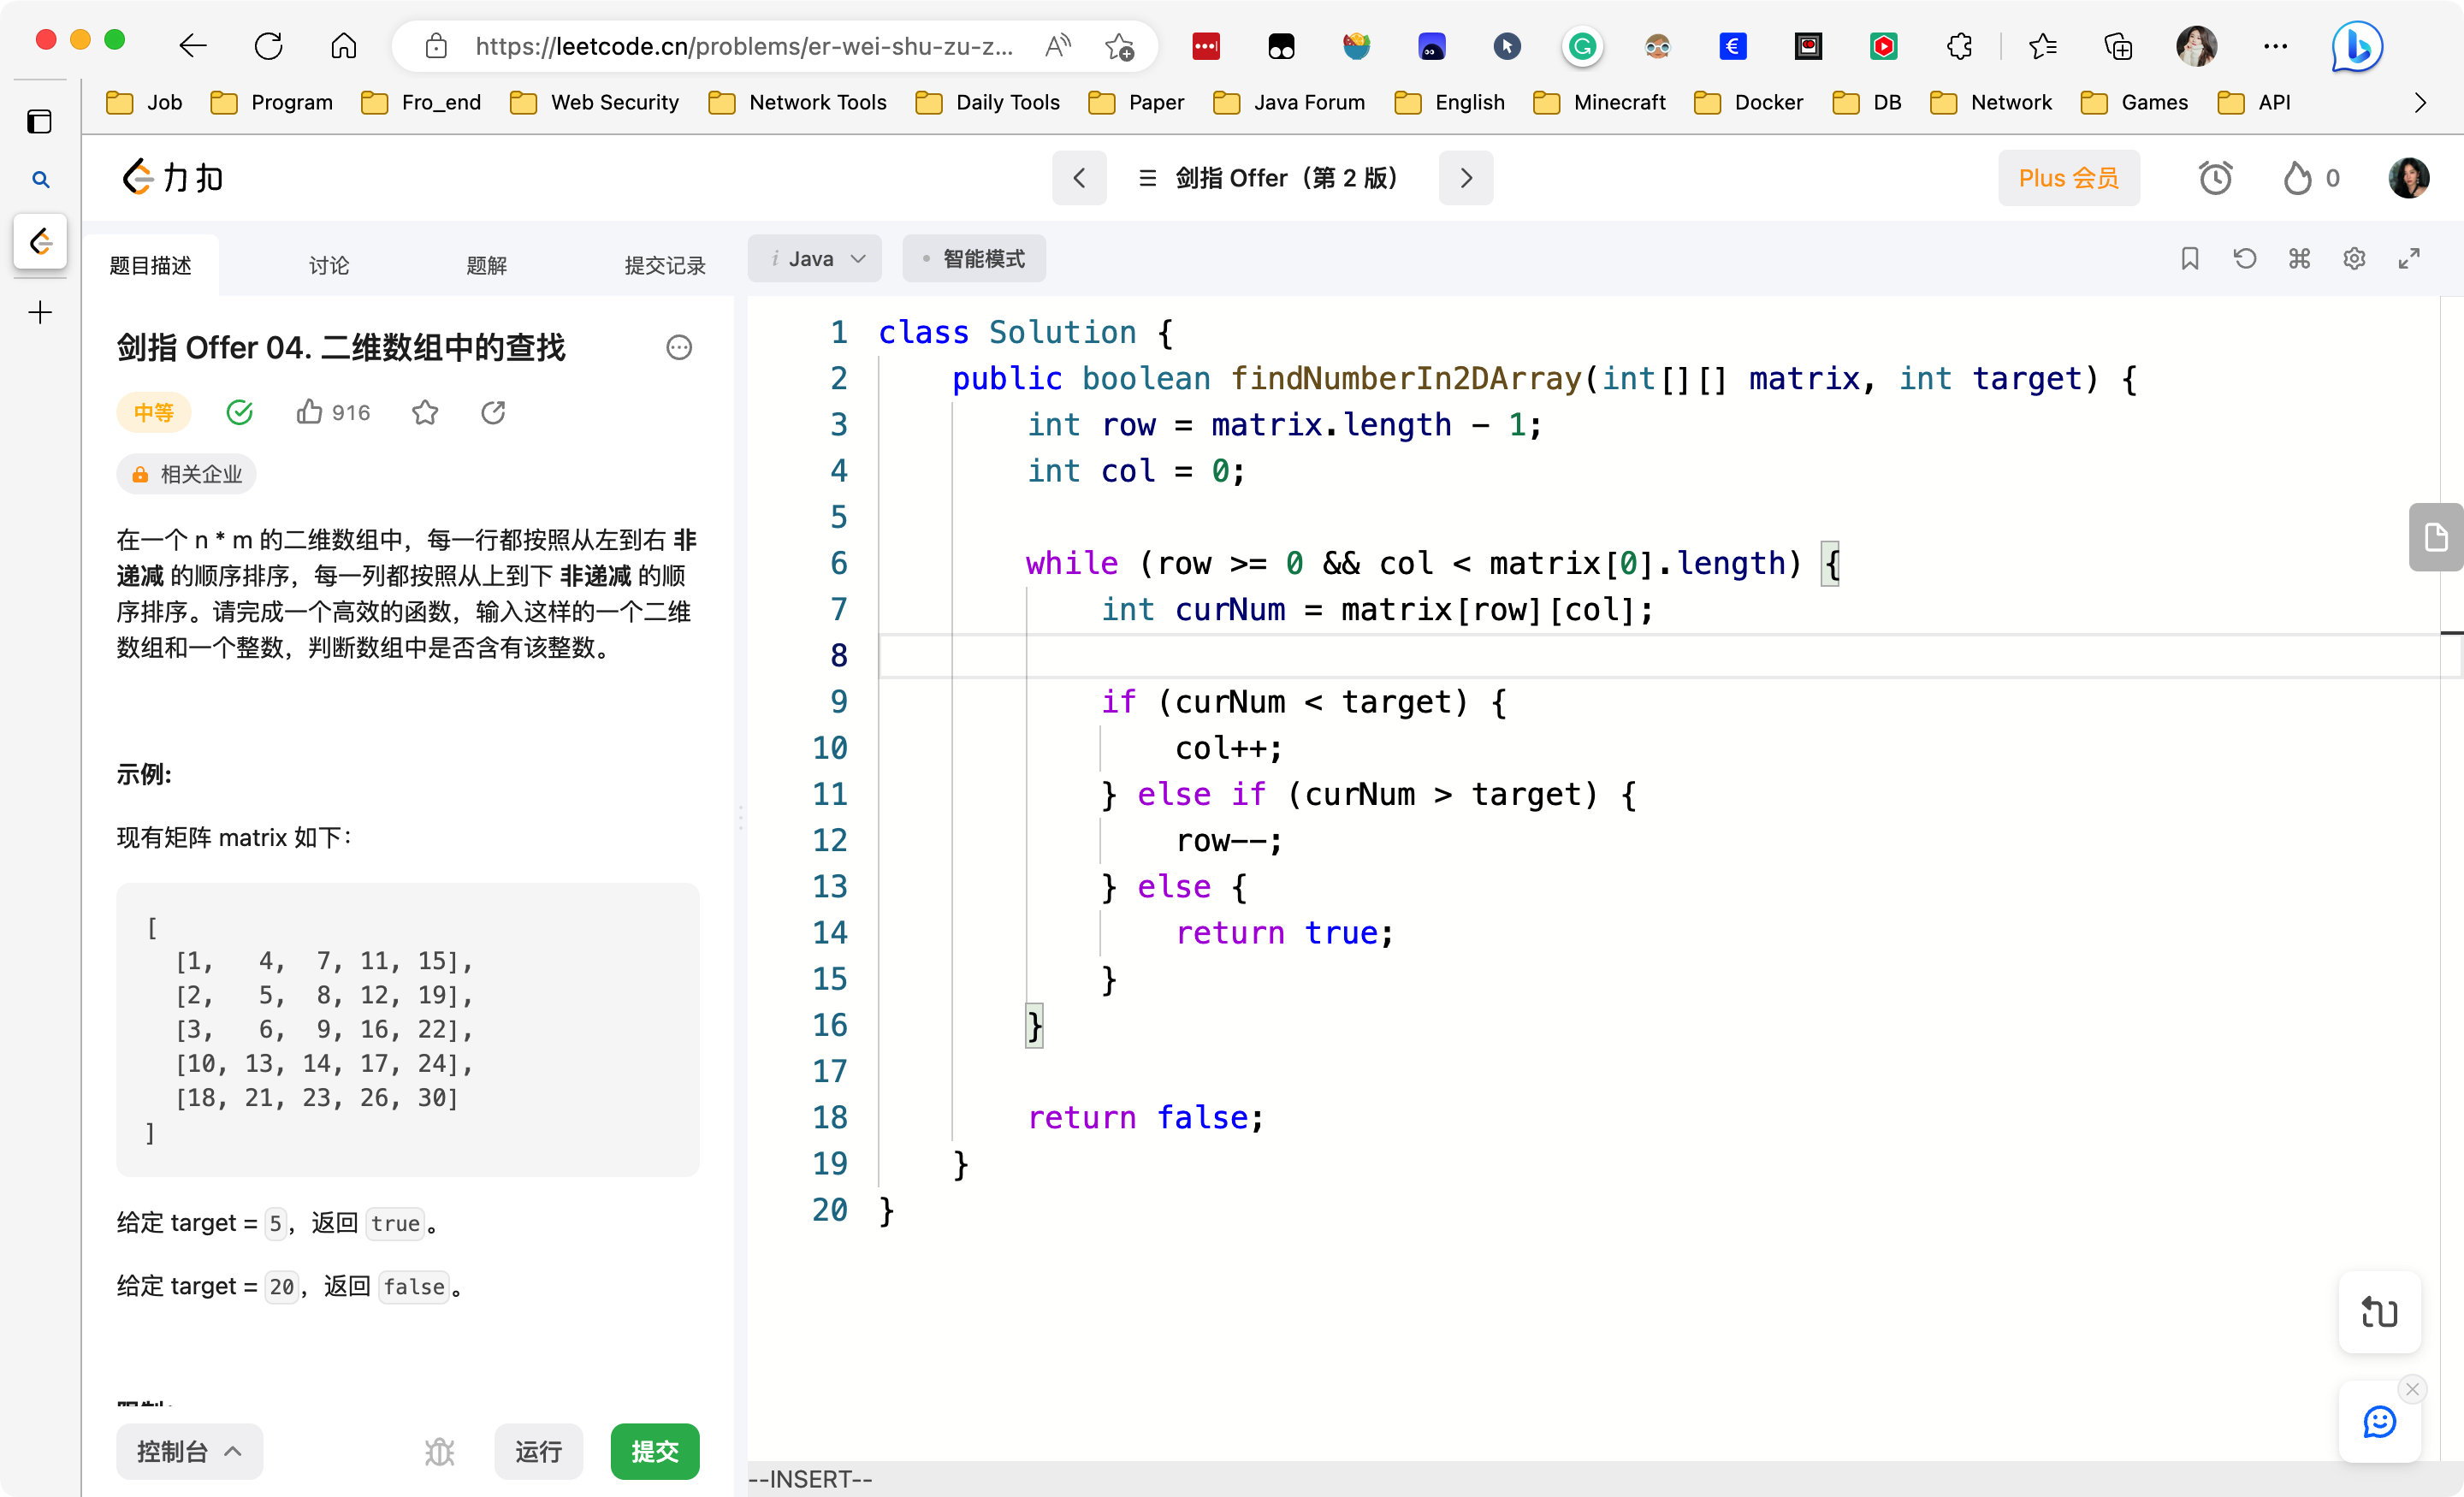 https://leetcode.cn/problems/er-wei-shu-zu-z...
Job Program Fro_end Web Security Network Tools Daily Tools Paper Java Forum English Minecraft Docker DB Network Games API
力扣
剑指 Offer（第 2 版）
Plus 会员
0
题目描述 讨论 题解 提交记录
Java
智能模式
剑指 Offer 04. 二维数组中的查找
中等 916
相关企业
在一个 n * m 的二维数组中，每一行都按照从左到右 非
递减 的顺序排序，每一列都按照从上到下 非递减 的顺
序排序。请完成一个高效的函数，输入这样的一个二维
数组和一个整数，判断数组中是否含有该整数。
示例:
现有矩阵 matrix 如下：
[
[1,   4,  7, 11, 15],
[2,   5,  8, 12, 19],
[3,   6,  9, 16, 22],
[10, 13, 14, 17, 24],
[18, 21, 23, 26, 30]
]
给定 target = 5，返回 true。
给定 target = 20，返回 false。
控制台 运行 提交
1 class Solution {
2     public boolean findNumberIn2DArray(int[][] matrix, int target) {
3         int row = matrix.length - 1;
4         int col = 0;
5
6         while (row >= 0 && col < matrix[0].length) {
7             int curNum = matrix[row][col];
8
9             if (curNum < target) {
10                 col++;
11             } else if (curNum > target) {
12                 row--;
13             } else {
14                 return true;
15             }
16         }
17
18         return false;
19     }
20 }
--INSERT--